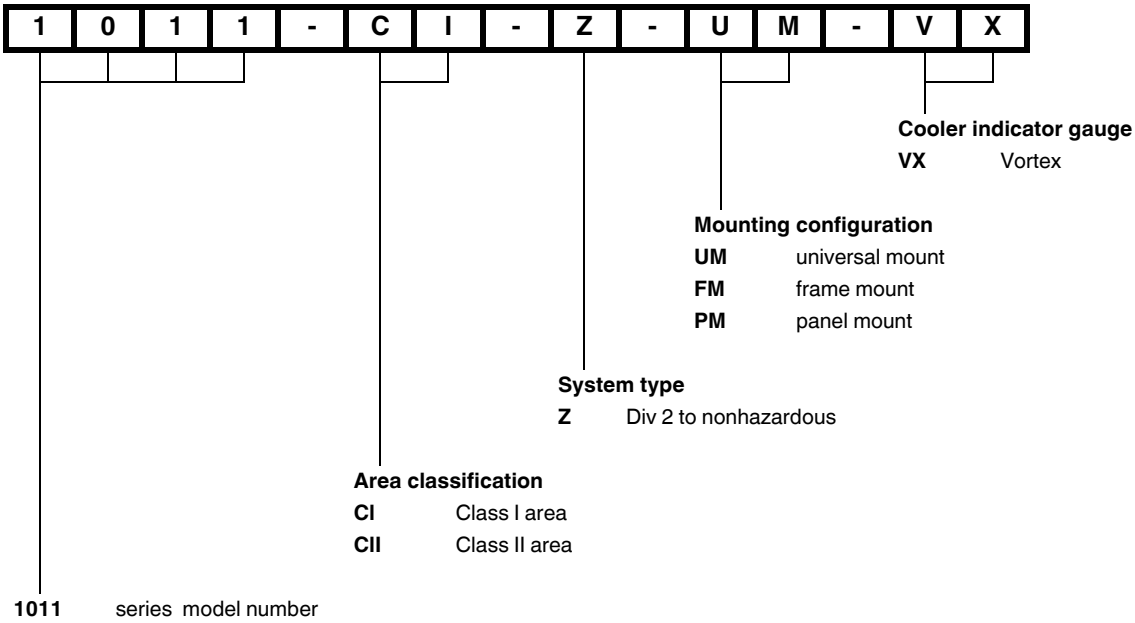 1 0 1 1 - C I - Z - U M - V X
Cooler indicator gauge
VX Vortex
Mounting configuration
UM universal mount
FM frame mount
PM panel mount
System type
Z Div 2 to nonhazardous
Area classification
CI Class I area
CII Class II area
1011 series model number